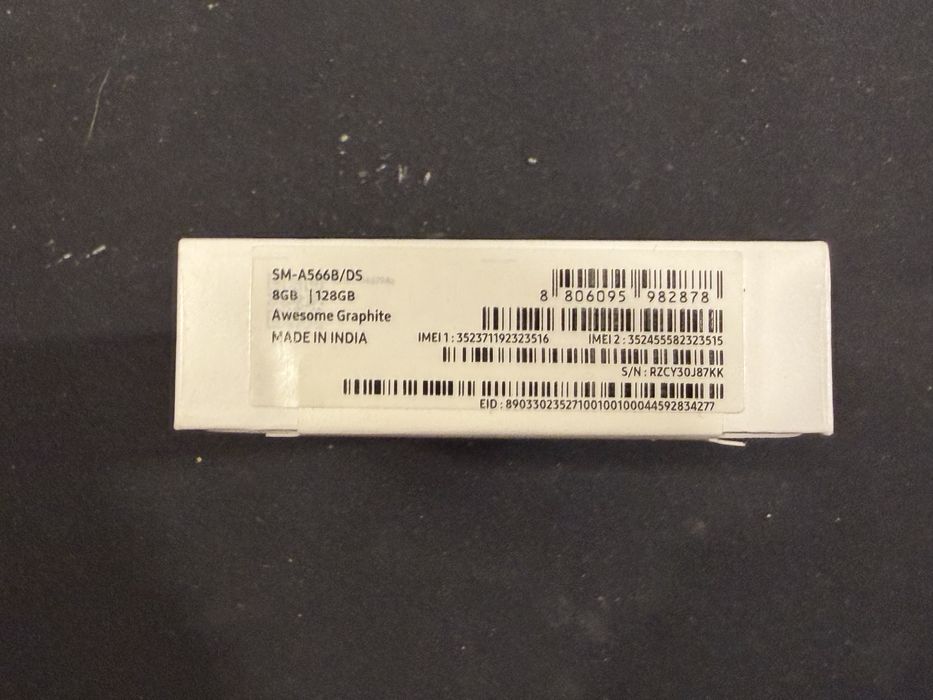 SM-A566B/DS
8GB | 128GB
Awesome Graphite
MADE IN INDIA
8 806095 982878
IMEI 1 : 352371192323516 IMEI 2 : 352455582323515
S/N : RZCY30J87KK
EID : 89033023527100100100044592834277